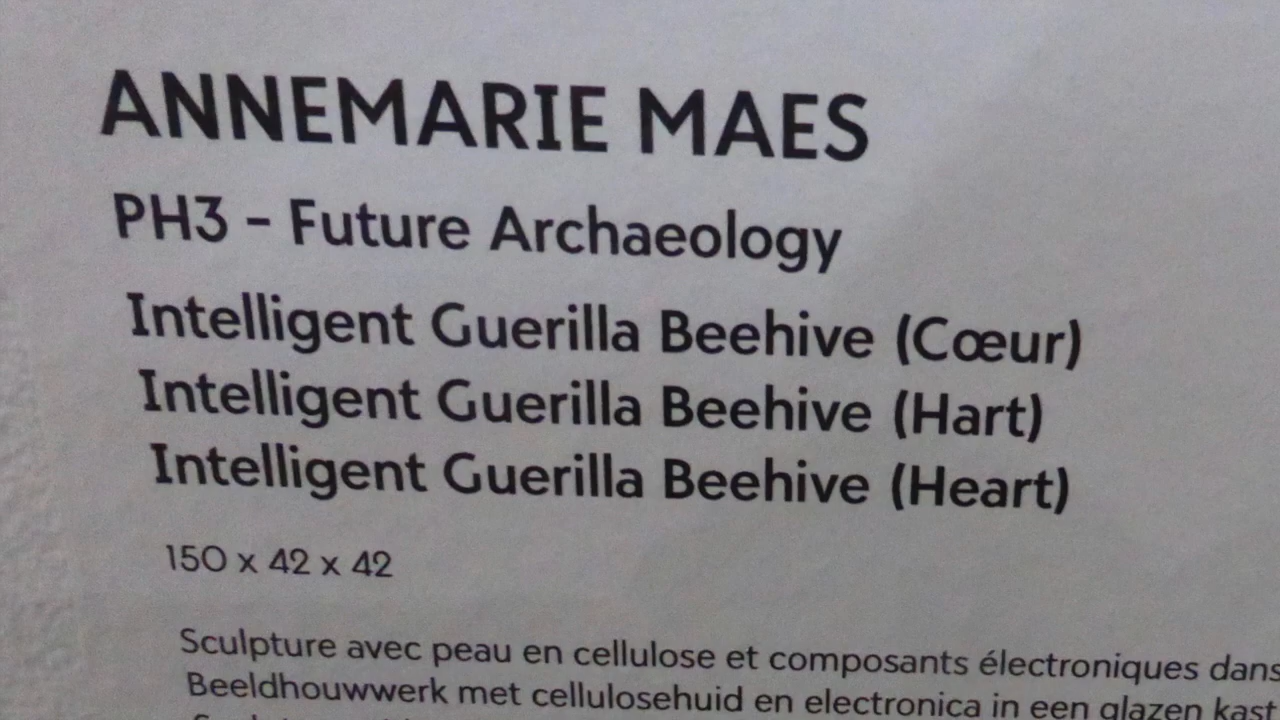 ANNEMARIE MAES
PH3 - Future Archaeology
Intelligent Guerilla Beehive (Cœur)
Intelligent Guerilla Beehive (Hart)
Intelligent Guerilla Beehive (Heart)
150 x 42 x 42
Sculpture avec peau en cellulose et composants électroniques dans
Beeldhouwwerk met cellulosehuid en electronica in een glazen kast